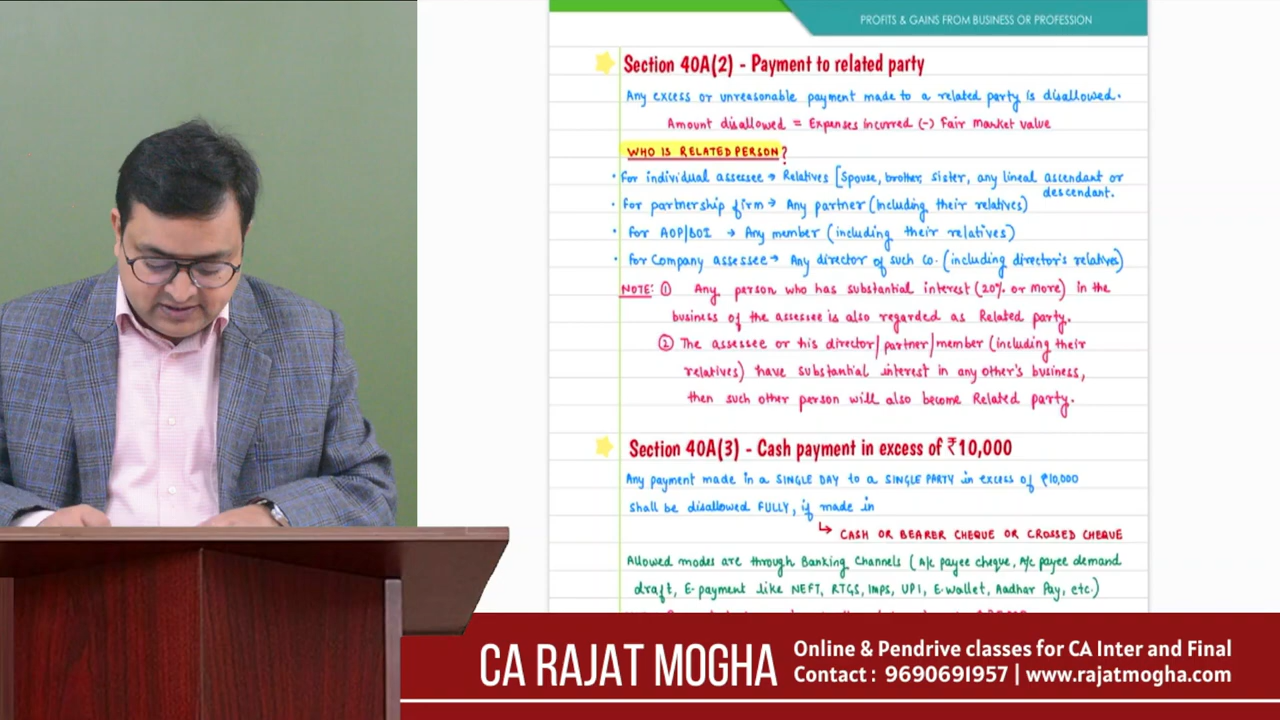 PROFITS & GAINS FROM BUSINESS OR PROFESSION
Section 40A(2) - Payment to related party
Any excess or unreasonable payment made to a related party is disallowed.
Amount disallowed = Expenses incurred (-) Fair market value
WHO IS RELATED PERSON?
• For individual assessee → Relatives [Spouse, brother, sister, any lineal ascendant or
descendant.
• For partnership firm → Any partner (including their relatives)
• For AOP/BOI → Any member (including their relatives)
• For Company assessee → Any director of such Co. (including director's relatives)
NOTE: ① Any person who has substantial interest (20% or more) in the
business of the assessee is also regarded as Related party.
② The assessee or his director/partner/member (including their
relatives) have substantial interest in any other's business,
then such other person will also become Related party.
Section 40A(3) - Cash payment in excess of ₹10,000
Any payment made in a SINGLE DAY to a SINGLE PARTY in excess of ₹10,000
shall be disallowed FULLY, if made in
↳ CASH OR BEARER CHEQUE OR CROSSED CHEQUE
Allowed modes are through Banking Channels (A/c payee cheque, A/c payee demand
draft, E-payment like NEFT, RTGS, IMPS, UPI, E-wallet, Aadhar Pay, etc.)
CA RAJAT MOGHA
Online & Pendrive classes for CA Inter and Final
Contact : 9690691957 | www.rajatmogha.com